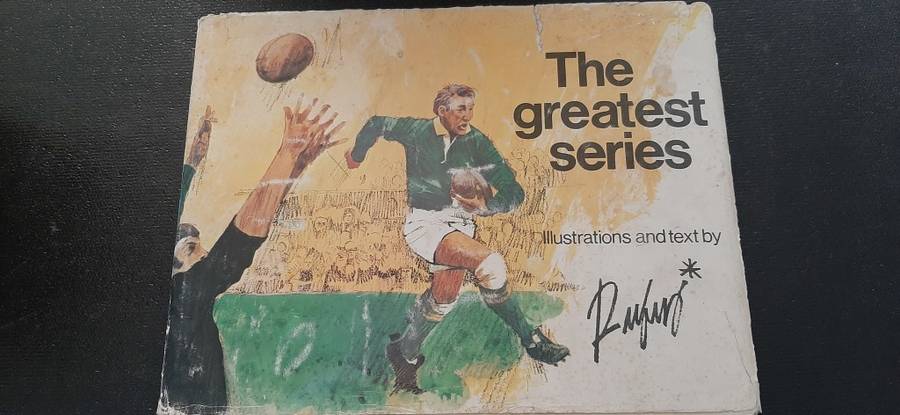 The
greatest
series
Illustrations and text by
Rufus*